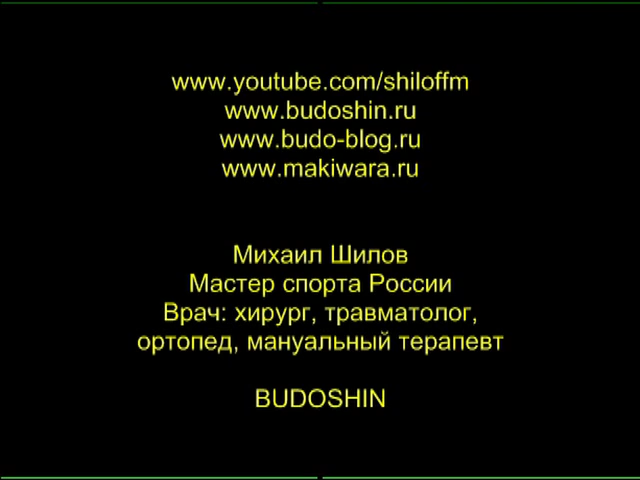 www.youtube.com/shiloffm
www.budoshin.ru
www.budo-blog.ru
www.makiwara.ru
Михаил Шилов
Мастер спорта России
Врач: хирург, травматолог,
ортопед, мануальный терапевт
BUDOSHIN